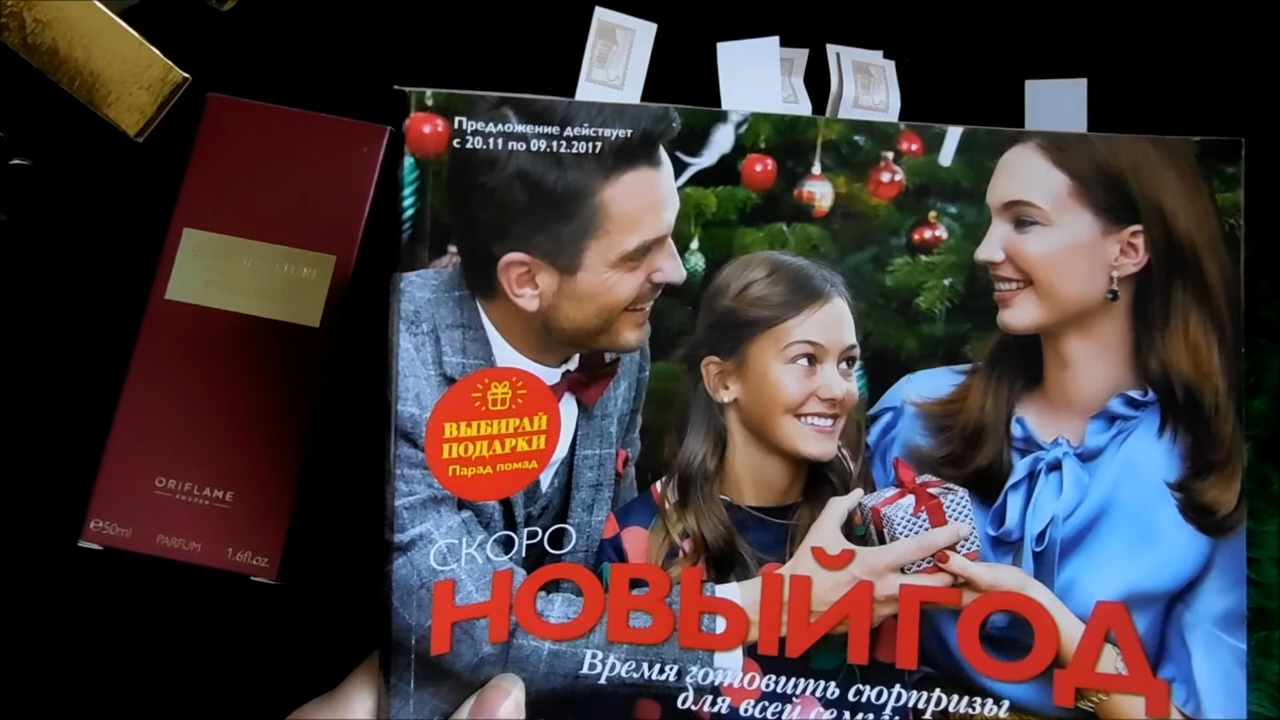 Предложение действует
с 20.11 по 09.12.2017
ВЫБИРАЙ
ПОДАРКИ
Парад помад
СКОРО
НОВЫЙ ГОД
Время готовить сюрпризы
для всей семьи
ORIFLAME
SWEDEN
e50ml
PARFUM
1.6fl.oz.